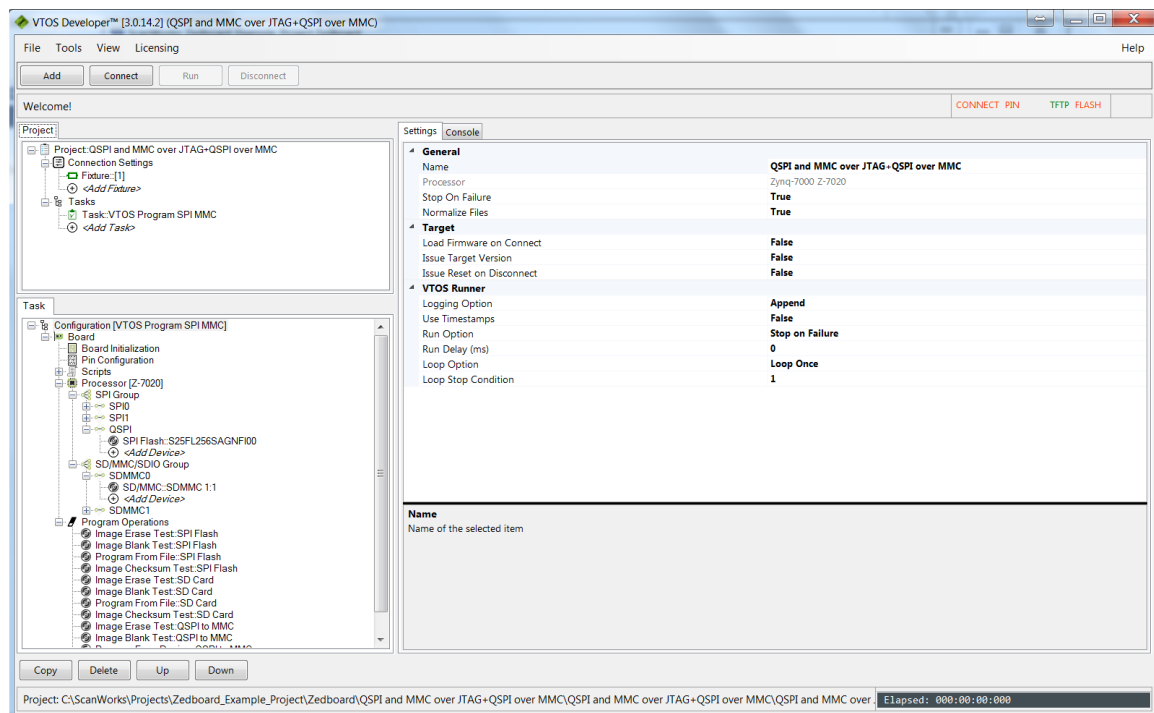 VTOS Developer™ [3.0.14.2] (QSPI and MMC over JTAG+QSPI over MMC)
File Tools View Licensing Help
Add Connect Run Disconnect
Welcome! CONNECT PIN TFTP FLASH
Project
Project::QSPI and MMC over JTAG+QSPI over MMC
Connection Settings
Fixture::[1]
<Add Fixture>
Tasks
Task::VTOS Program SPI MMC
<Add Task>
Task
Configuration [VTOS Program SPI MMC]
Board
Board Initialization
Pin Configuration
Scripts
Processor [Z-7020]
SPI Group
SPI0
SPI1
QSPI
SPI Flash::S25FL256SAGNFI00
<Add Device>
SD/MMC/SDIO Group
SDMMC0
SD/MMC::SDMMC 1:1
<Add Device>
SDMMC1
Program Operations
Image Erase Test::SPI Flash
Image Blank Test::SPI Flash
Program From File::SPI Flash
Image Checksum Test::SPI Flash
Image Erase Test::SD Card
Image Blank Test::SD Card
Program From File::SD Card
Image Checksum Test::SD Card
Image Erase Test::QSPI to MMC
Image Blank Test::QSPI to MMC
Settings Console
General
Name QSPI and MMC over JTAG+QSPI over MMC
Processor Zynq-7000 Z-7020
Stop On Failure True
Normalize Files True
Target
Load Firmware on Connect False
Issue Target Version False
Issue Reset on Disconnect False
VTOS Runner
Logging Option Append
Use Timestamps False
Run Option Stop on Failure
Run Delay (ms) 0
Loop Option Loop Once
Loop Stop Condition 1
Name
Name of the selected item
Copy Delete Up Down
Project: C:\ScanWorks\Projects\Zedboard_Example_Project\Zedboard\QSPI and MMC over JTAG+QSPI over MMC\QSPI and MMC over JTAG+QSPI over MMC\QSPI and MMC over Elapsed: 000:00:00:000